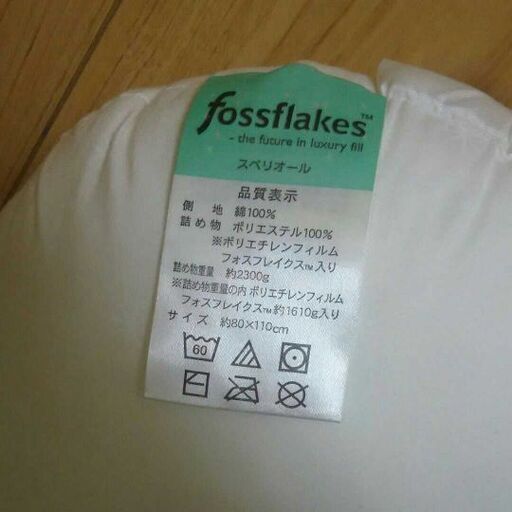 fossflakes™
- the future in luxury fill
スペリオール
品質表示
側 地 綿100%
詰め物 ポリエステル100%
※ポリエチレンフィルム
フォスフレイクス™入り
詰め物重量 約2300g
※詰め物重量の内 ポリエチレンフィルム
フォスフレイクス™約1610g入り
サイズ 約80×110cm
60